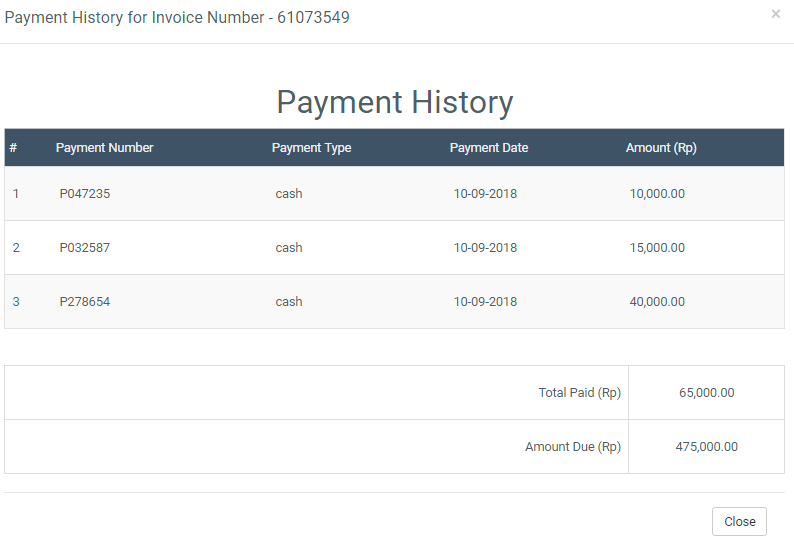 Payment History for Invoice Number - 61073549 ×
Payment History
# Payment Number Payment Type Payment Date Amount (Rp)
1 P047235 cash 10-09-2018 10,000.00
2 P032587 cash 10-09-2018 15,000.00
3 P278654 cash 10-09-2018 40,000.00
Total Paid (Rp) 65,000.00
Amount Due (Rp) 475,000.00
Close